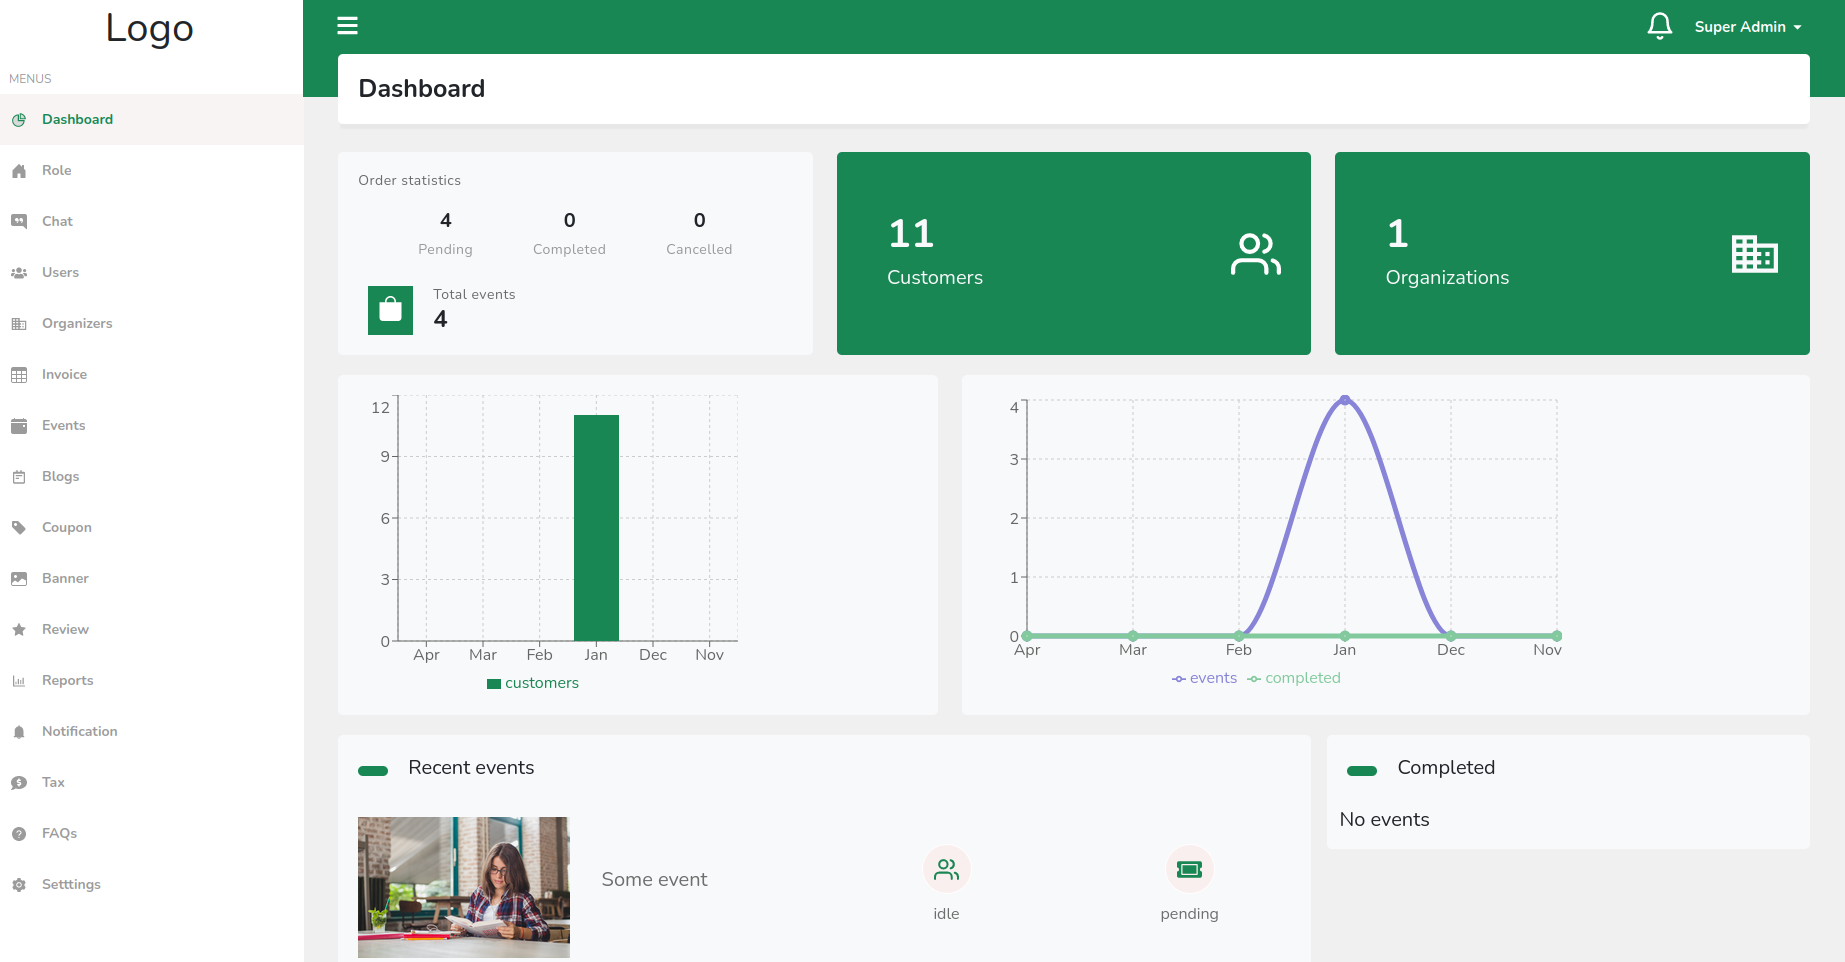 Logo
MENUS
Dashboard
Role
Chat
Users
Organizers
Invoice
Events
Blogs
Coupon
Banner
Review
Reports
Notification
Tax
FAQs
Setttings
Super Admin
Dashboard
Order statistics
4 0 0
Pending Completed Cancelled
Total events
4
11
Customers
1
Organizations
12
9
6
3
0
Apr Mar Feb Jan Dec Nov
customers
4
3
2
1
0
Apr Mar Feb Jan Dec Nov
events completed
Recent events
Some event
idle
pending
Completed
No events